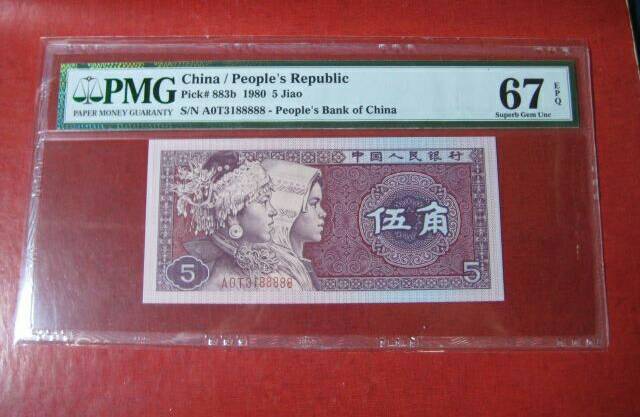 PMG
PAPER MONEY GUARANTY
China / People's Republic
Pick# 883b 1980 5 Jiao
S/N A0T3188888 - People's Bank of China
67 EPQ
Superb Gem Unc
中国人民银行
伍角
5
A0T3188888
5